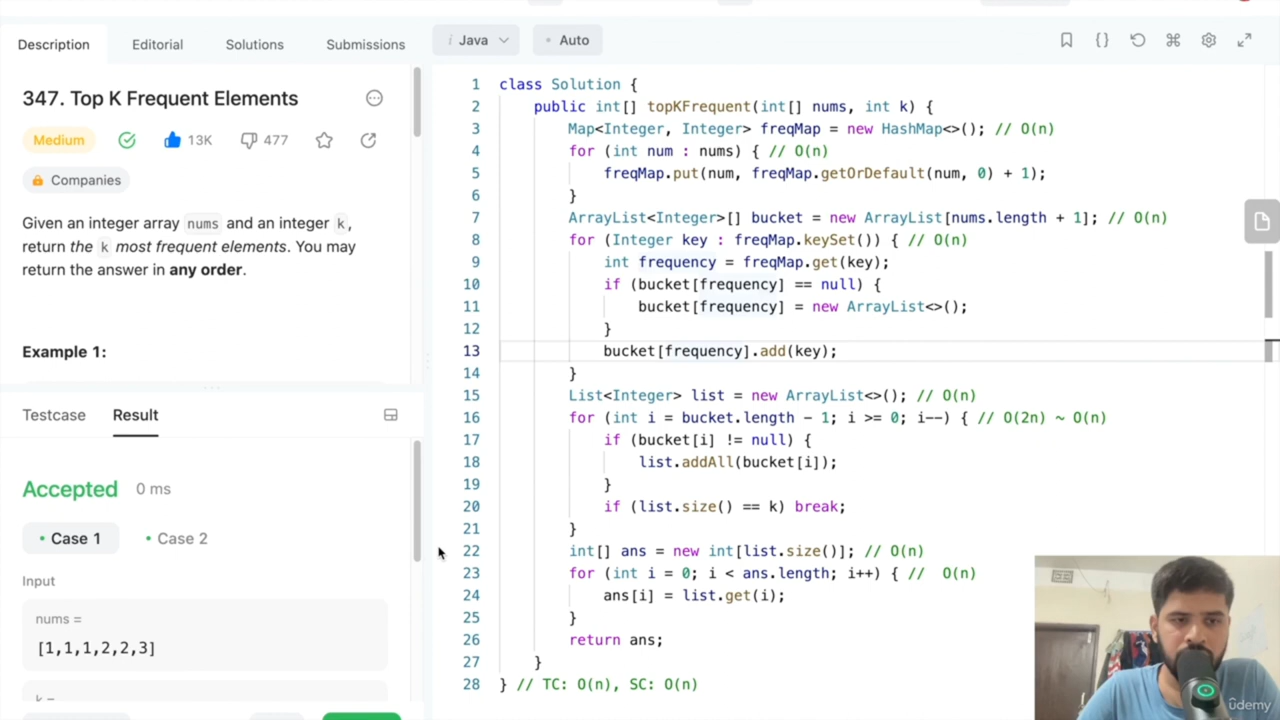 Description Editorial Solutions Submissions
347. Top K Frequent Elements
Medium 13K 477
Companies
Given an integer array nums and an integer k,
return the k most frequent elements. You may
return the answer in any order.
Example 1:
Testcase Result
Accepted 0 ms
• Case 1 • Case 2
Input
nums =
[1,1,1,2,2,3]
k =
i Java • Auto
1 class Solution {
2 public int[] topKFrequent(int[] nums, int k) {
3 Map<Integer, Integer> freqMap = new HashMap<>(); // O(n)
4 for (int num : nums) { // O(n)
5 freqMap.put(num, freqMap.getOrDefault(num, 0) + 1);
6 }
7 ArrayList<Integer>[] bucket = new ArrayList[nums.length + 1]; // O(n)
8 for (Integer key : freqMap.keySet()) { // O(n)
9 int frequency = freqMap.get(key);
10 if (bucket[frequency] == null) {
11 bucket[frequency] = new ArrayList<>();
12 }
13 bucket[frequency].add(key);
14 }
15 List<Integer> list = new ArrayList<>(); // O(n)
16 for (int i = bucket.length - 1; i >= 0; i--) { // O(2n) ~ O(n)
17 if (bucket[i] != null) {
18 list.addAll(bucket[i]);
19 }
20 if (list.size() == k) break;
21 }
22 int[] ans = new int[list.size()]; // O(n)
23 for (int i = 0; i < ans.length; i++) { // O(n)
24 ans[i] = list.get(i);
25 }
26 return ans;
27 }
28 } // TC: O(n), SC: O(n)
ûdemy